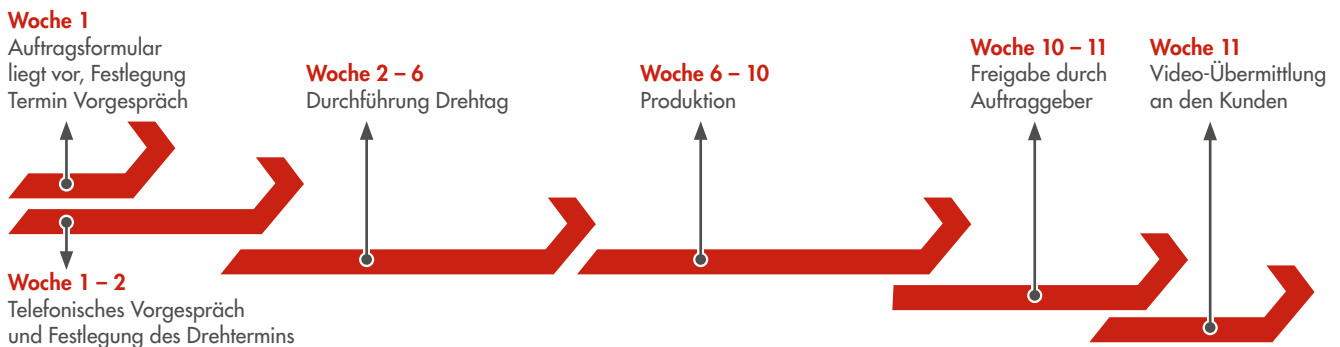 Woche 1
Auftragsformular
liegt vor, Festlegung
Termin Vorgespräch
Woche 1 – 2
Telefonisches Vorgespräch
und Festlegung des Drehtermins
Woche 2 – 6
Durchführung Drehtag
Woche 6 – 10
Produktion
Woche 10 – 11
Freigabe durch
Auftraggeber
Woche 11
Video-Übermittlung
an den Kunden